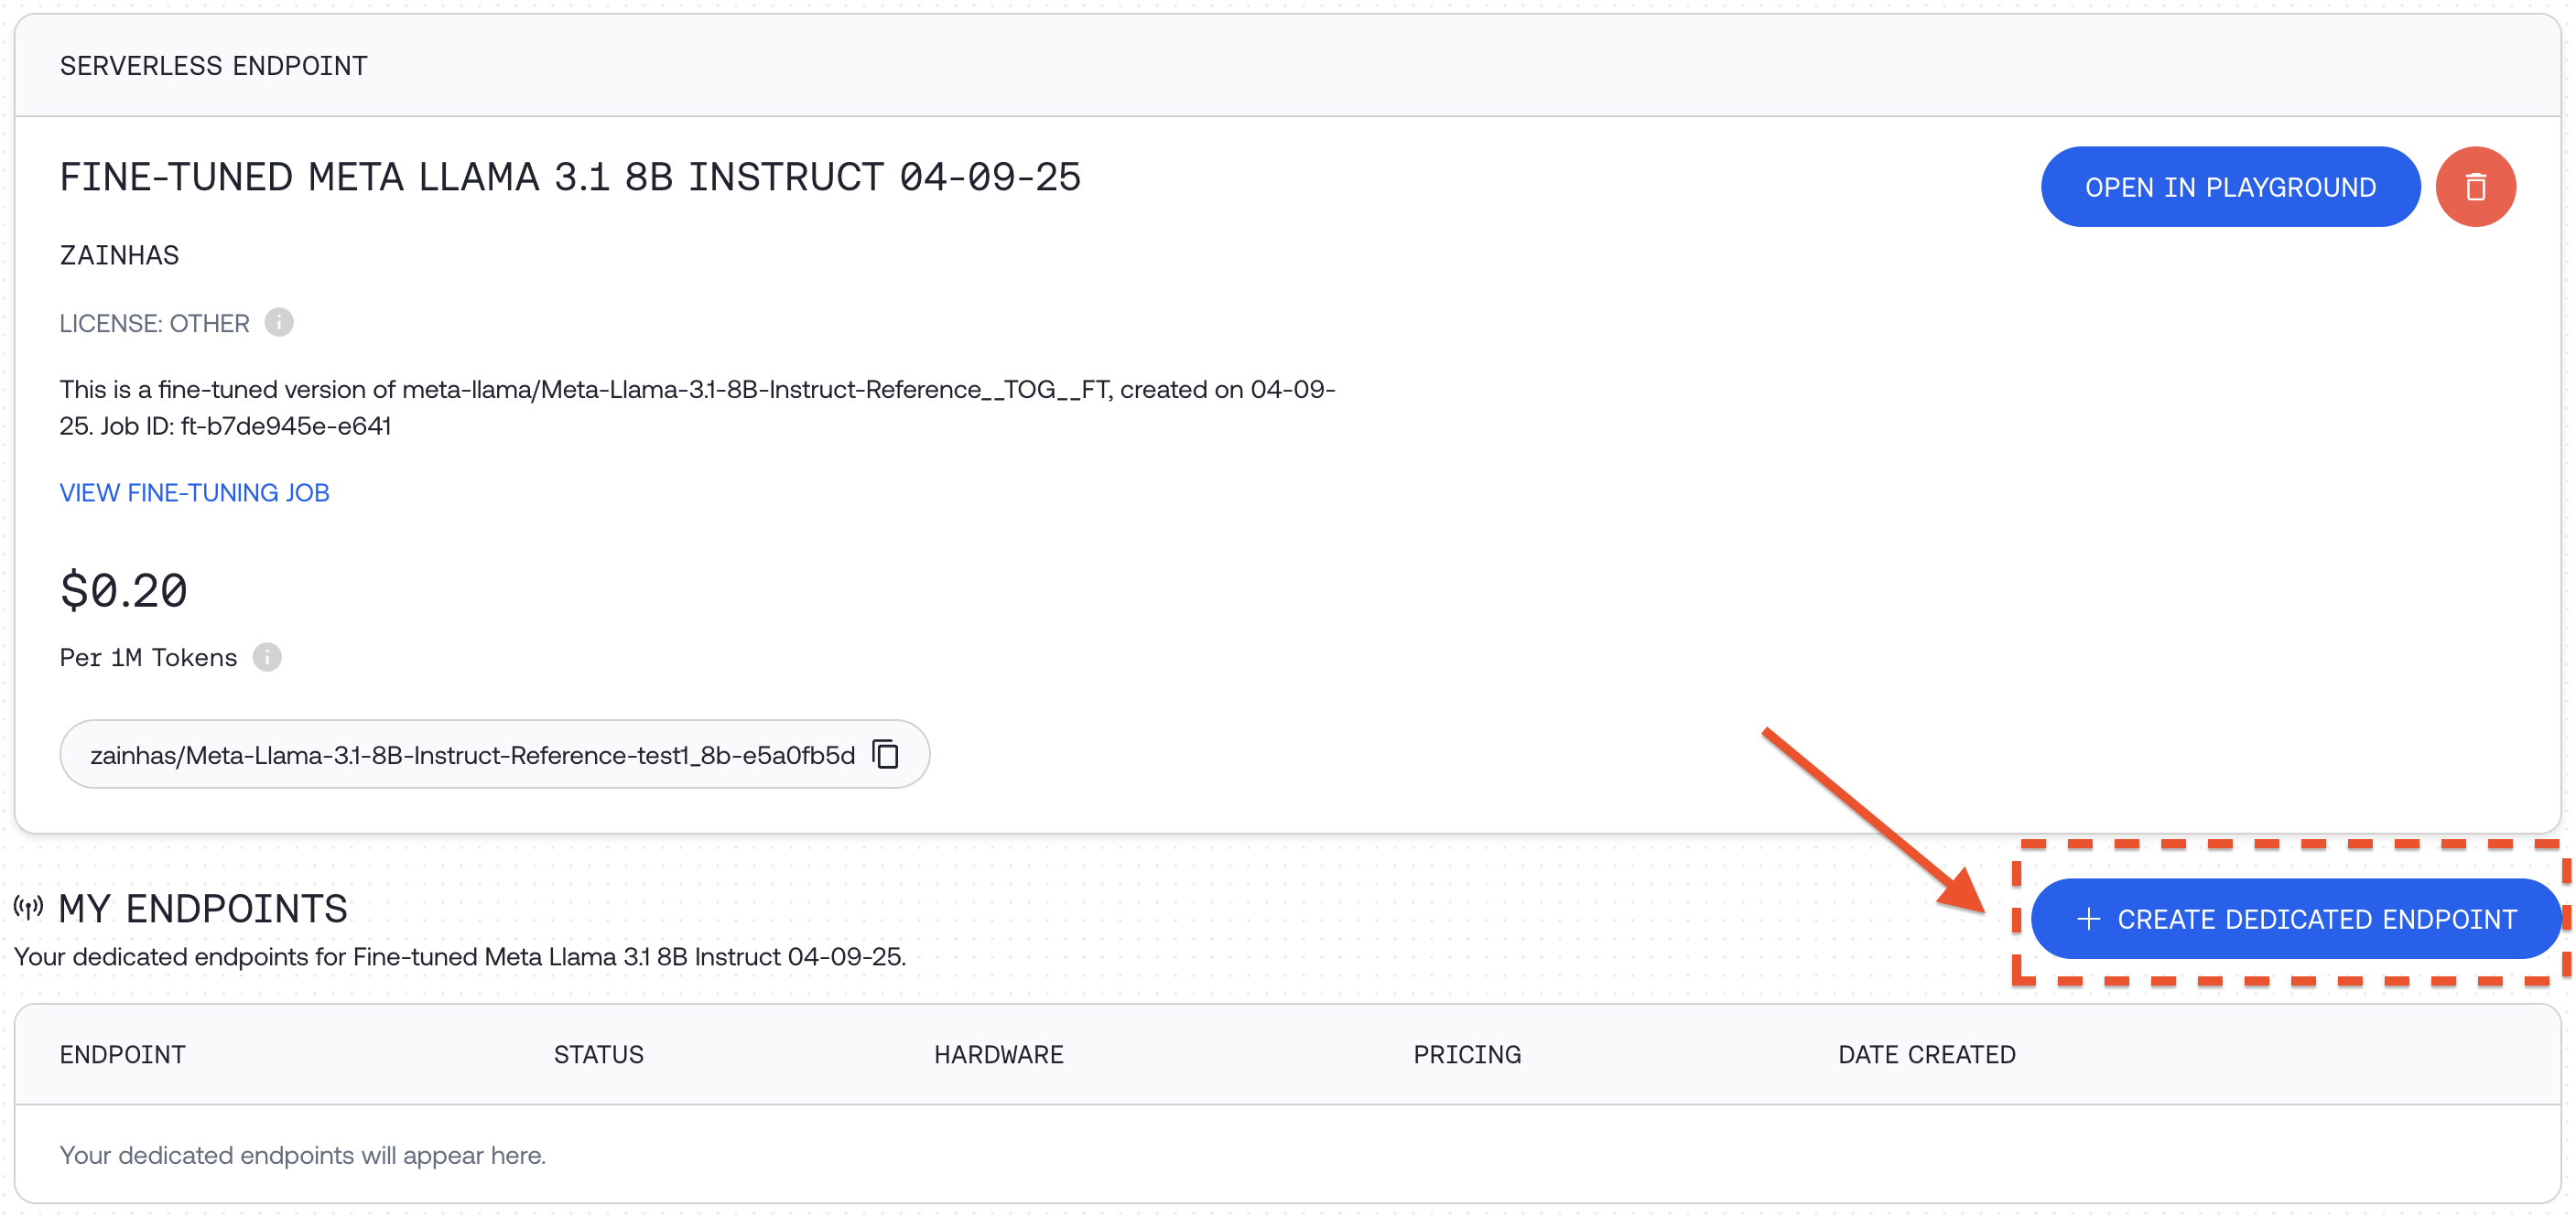 SERVERLESS ENDPOINT
FINE-TUNED META LLAMA 3.1 8B INSTRUCT 04-09-25
OPEN IN PLAYGROUND
ZAINHAS
LICENSE: OTHER
This is a fine-tuned version of meta-llama/Meta-Llama-3.1-8B-Instruct-Reference__TOG__FT, created on 04-09-
25. Job ID: ft-b7de945e-e641
VIEW FINE-TUNING JOB
$0.20
Per 1M Tokens
zainhas/Meta-Llama-3.1-8B-Instruct-Reference-test1_8b-e5a0fb5d
MY ENDPOINTS
+ CREATE DEDICATED ENDPOINT
Your dedicated endpoints for Fine-tuned Meta Llama 3.1 8B Instruct 04-09-25.
ENDPOINT STATUS HARDWARE PRICING DATE CREATED
Your dedicated endpoints will appear here.